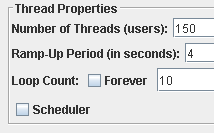 Thread Properties
Number of Threads (users): 150
Ramp-Up Period (in seconds): 4
Loop Count: Forever 10
Scheduler